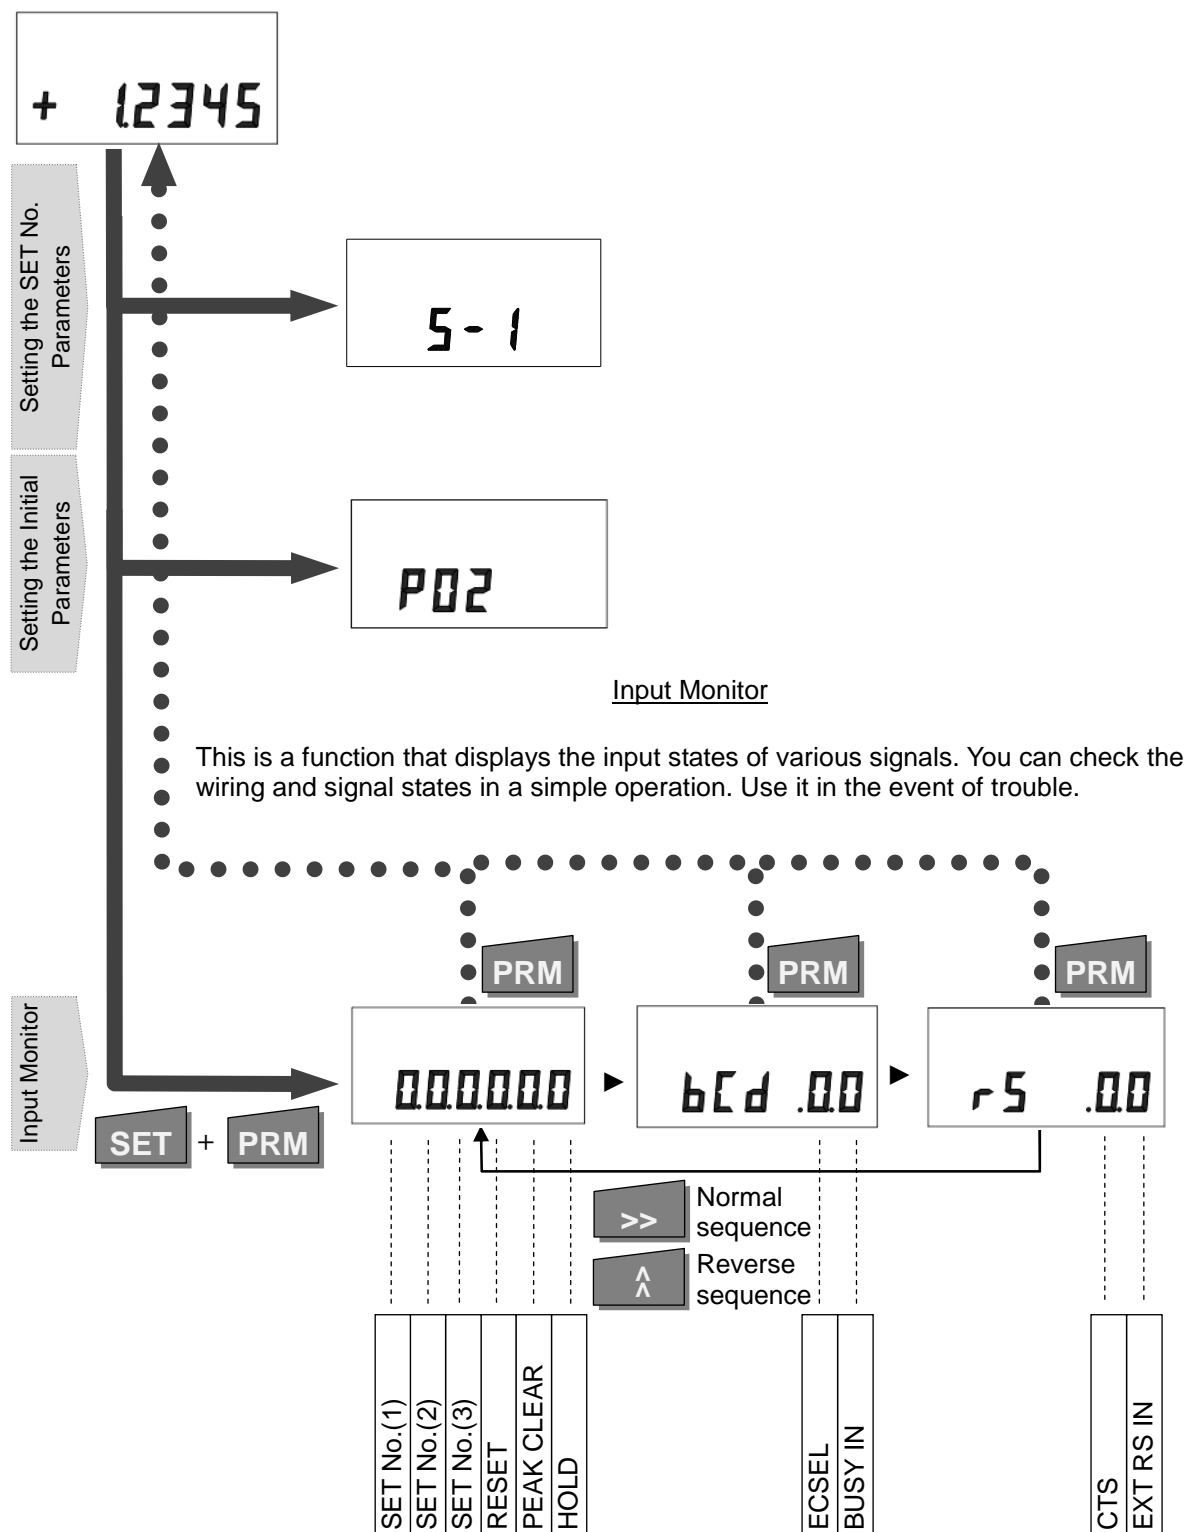 + 1.2345
Setting the SET No.
Parameters
S-1
Setting the Initial
Parameters
P02
Input Monitor
This is a function that displays the input states of various signals. You can check the
wiring and signal states in a simple operation. Use it in the event of trouble.
PRM
PRM
PRM
Input Monitor
0.0.0.0.0.0
bCd .0.0
rS .0.0
SET + PRM
>> Normal
sequence
^^ Reverse
sequence
SET No.(1)
SET No.(2)
SET No.(3)
RESET
PEAK CLEAR
HOLD
ECSEL
BUSY IN
CTS
EXT RS IN